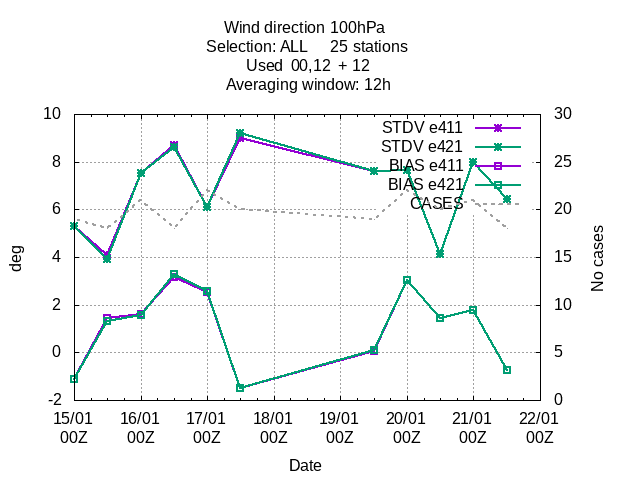 Wind direction 100hPa
Selection: ALL     25 stations
Used  00,12  + 12
Averaging window: 12h
10
8
6
4
2
0
-2
deg
30
25
20
15
10
5
0
No cases
STDV e411
STDV e421
BIAS e411
BIAS e421
CASES
15/01 16/01 17/01 18/01 19/01 20/01 21/01 22/01
00Z 00Z 00Z 00Z 00Z 00Z 00Z 00Z
Date